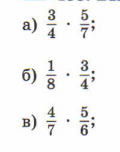 а) 3/4 · 5/7;
б) 1/8 · 3/4;
в) 4/7 · 5/6;